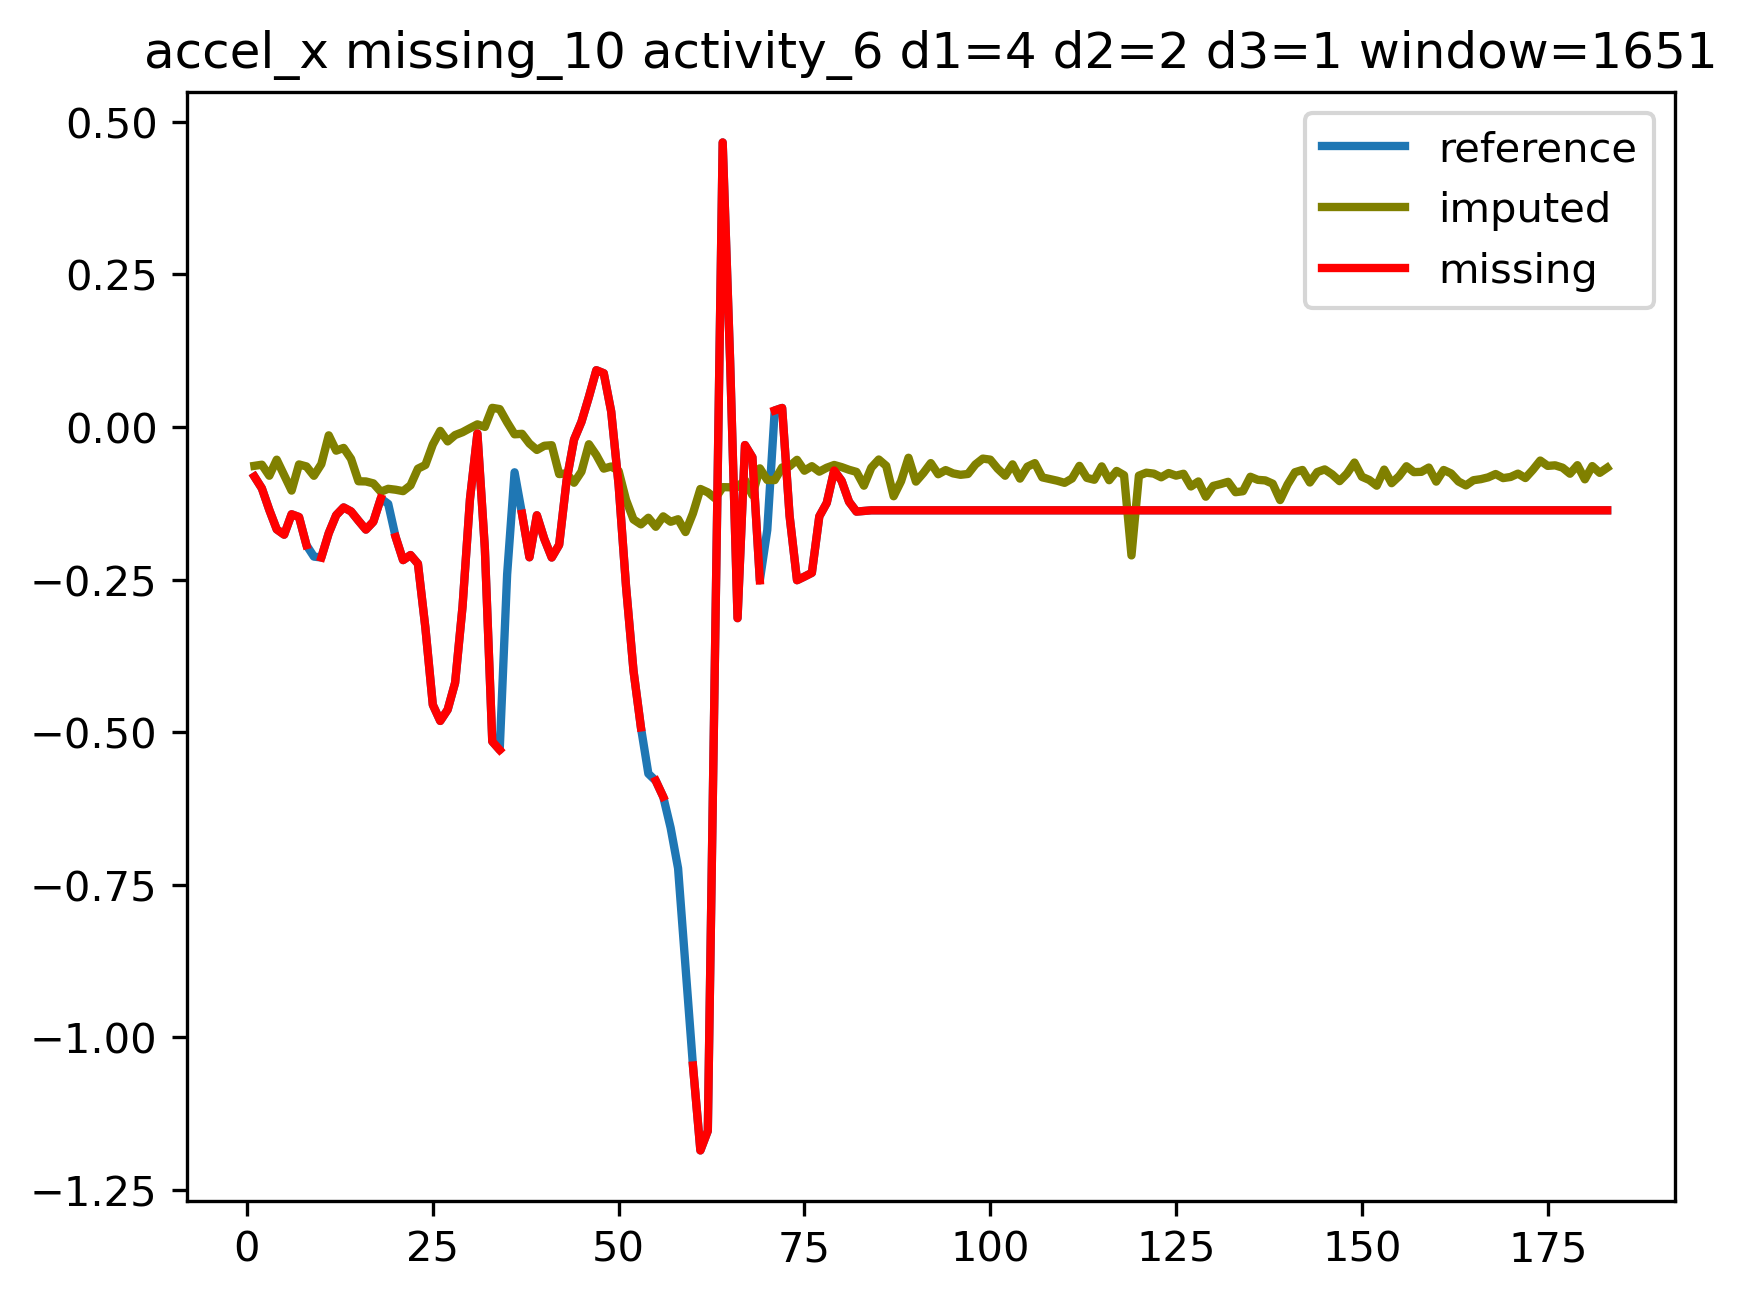 accel_x missing_10 activity_6 d1=4 d2=2 d3=1 window=1651
0.50
0.25
0.00
−0.25
−0.50
−0.75
−1.00
−1.25
reference
imputed
missing
0 25 50 75 100 125 150 175